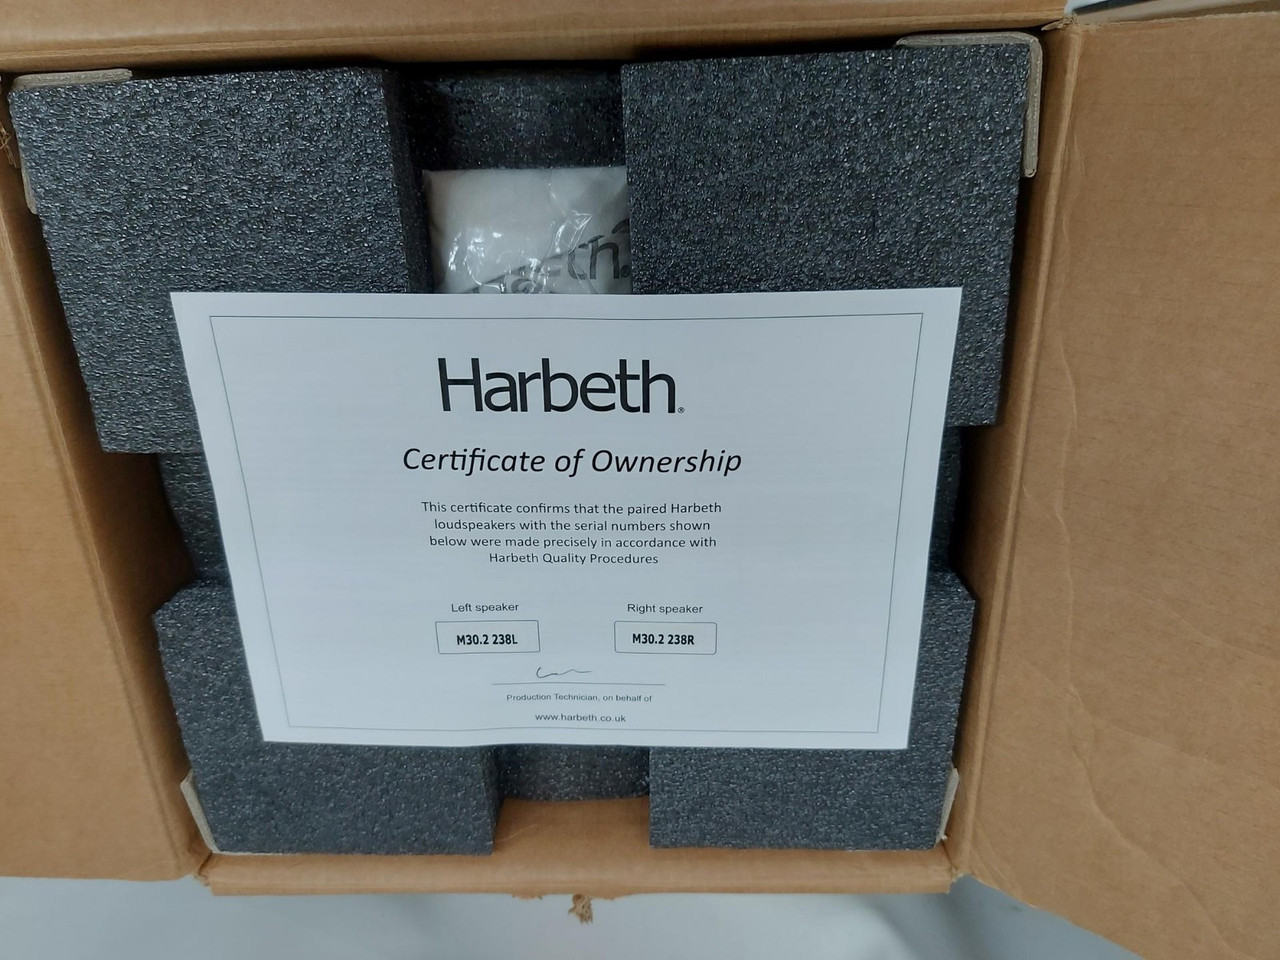 Harbeth®
Certificate of Ownership
This certificate confirms that the paired Harbeth
loudspeakers with the serial numbers shown
below were made precisely in accordance with
Harbeth Quality Procedures
Left speaker
Right speaker
M30.2 238L
M30.2 238R
Production Technician, on behalf of
www.harbeth.co.uk